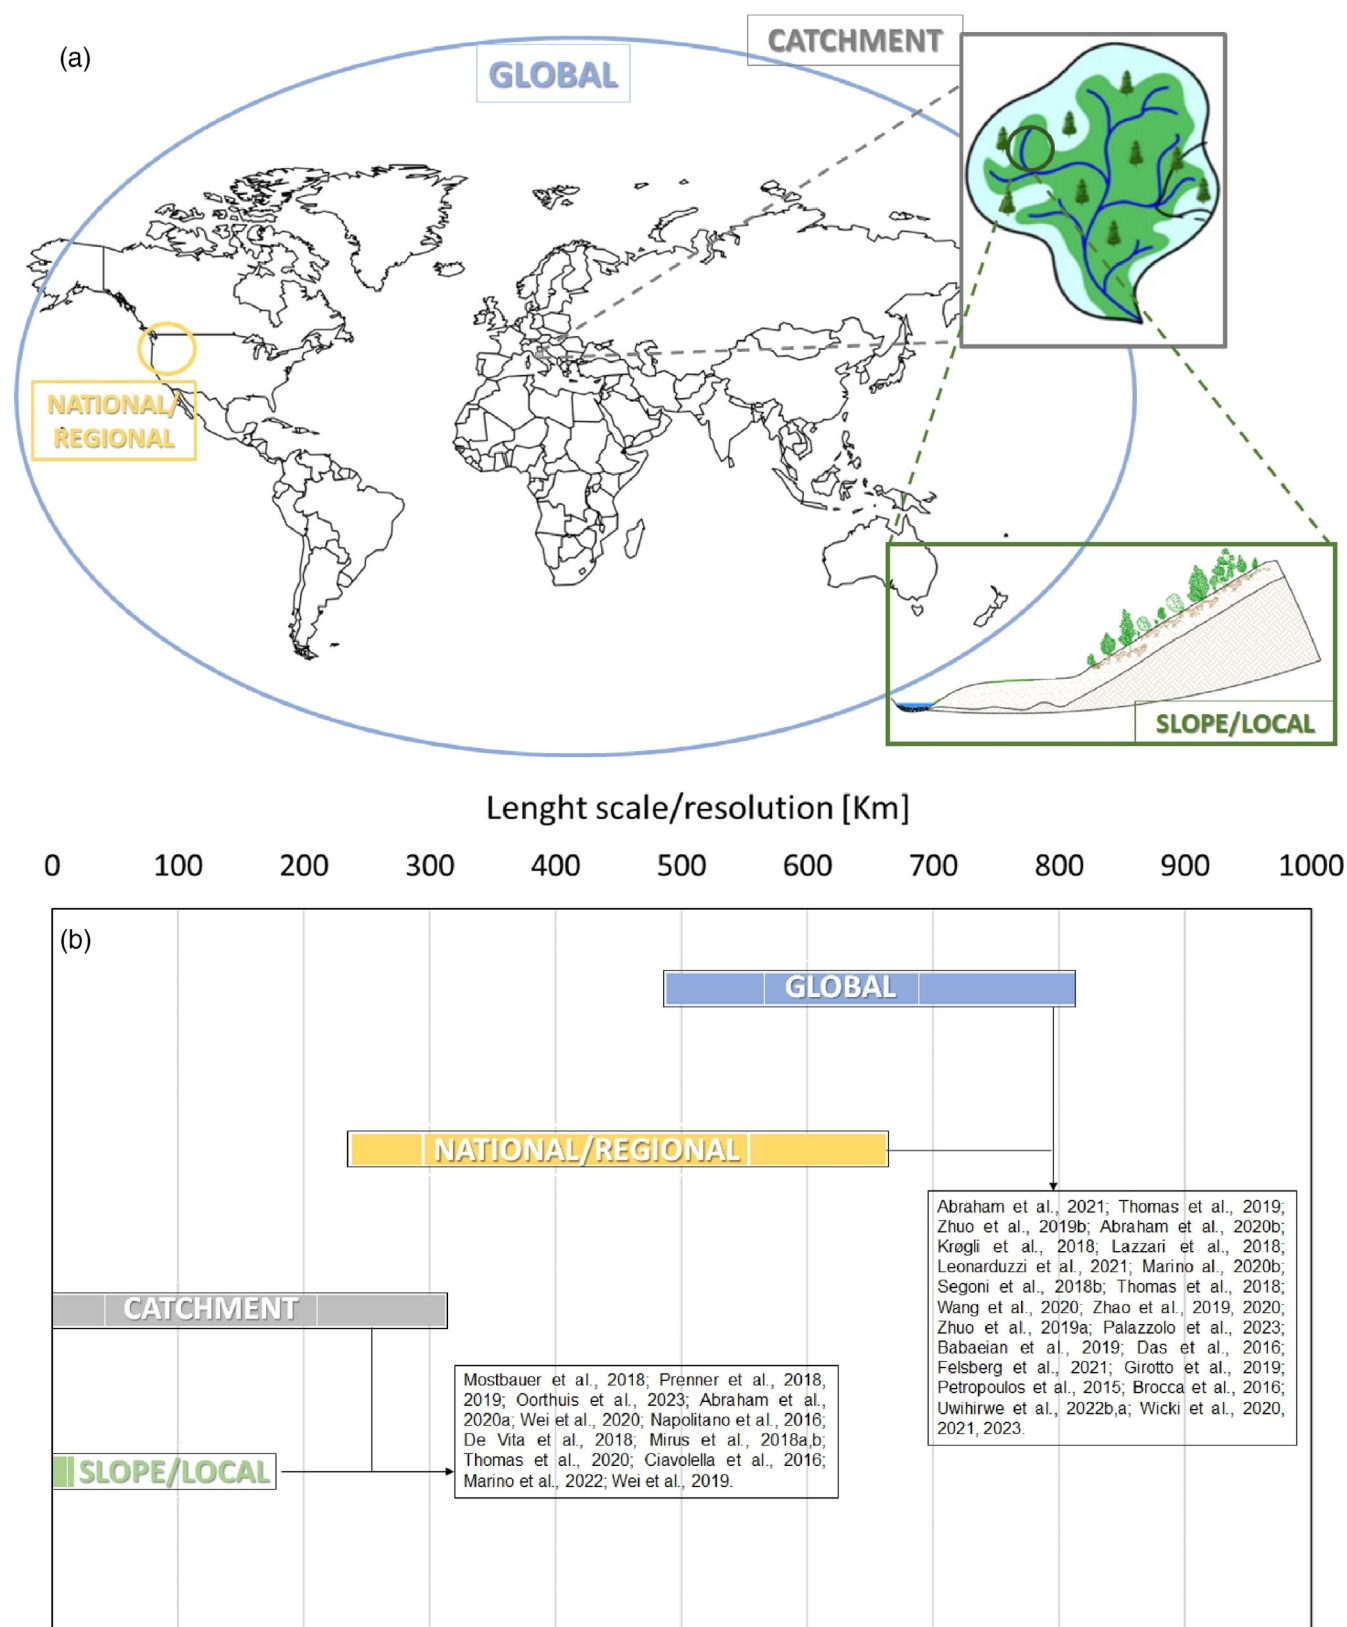 (a)
GLOBAL
CATCHMENT
NATIONAL/
REGIONAL
SLOPE/LOCAL
Lenght scale/resolution [Km]
0 100 200 300 400 500 600 700 800 900 1000
(b)
GLOBAL
NATIONAL/REGIONAL
Abraham et al., 2021; Thomas et al., 2019;
Zhuo et al., 2019b; Abraham et al., 2020b;
Krøgli et al., 2018; Lazzari et al., 2018;
Leonarduzzi et al., 2021; Marino al., 2020b;
Segoni et al., 2018b; Thomas et al., 2018;
Wang et al., 2020; Zhao et al., 2019, 2020;
Zhuo et al., 2019a; Palazzolo et al., 2023;
Babaeian et al., 2019; Das et al., 2016;
Felsberg et al., 2021; Girotto et al., 2019;
Petropoulos et al., 2015; Brocca et al., 2016;
Uwihirwe et al., 2022b,a; Wicki et al., 2020,
2021, 2023.
CATCHMENT
Mostbauer et al., 2018; Prenner et al., 2018,
2019; Oorthuis et al., 2023; Abraham et al.,
2020a; Wei et al., 2020; Napolitano et al., 2016;
De Vita et al., 2018; Mirus et al., 2018a,b;
Thomas et al., 2020; Ciavolella et al., 2016;
Marino et al., 2022; Wei et al., 2019.
SLOPE/LOCAL